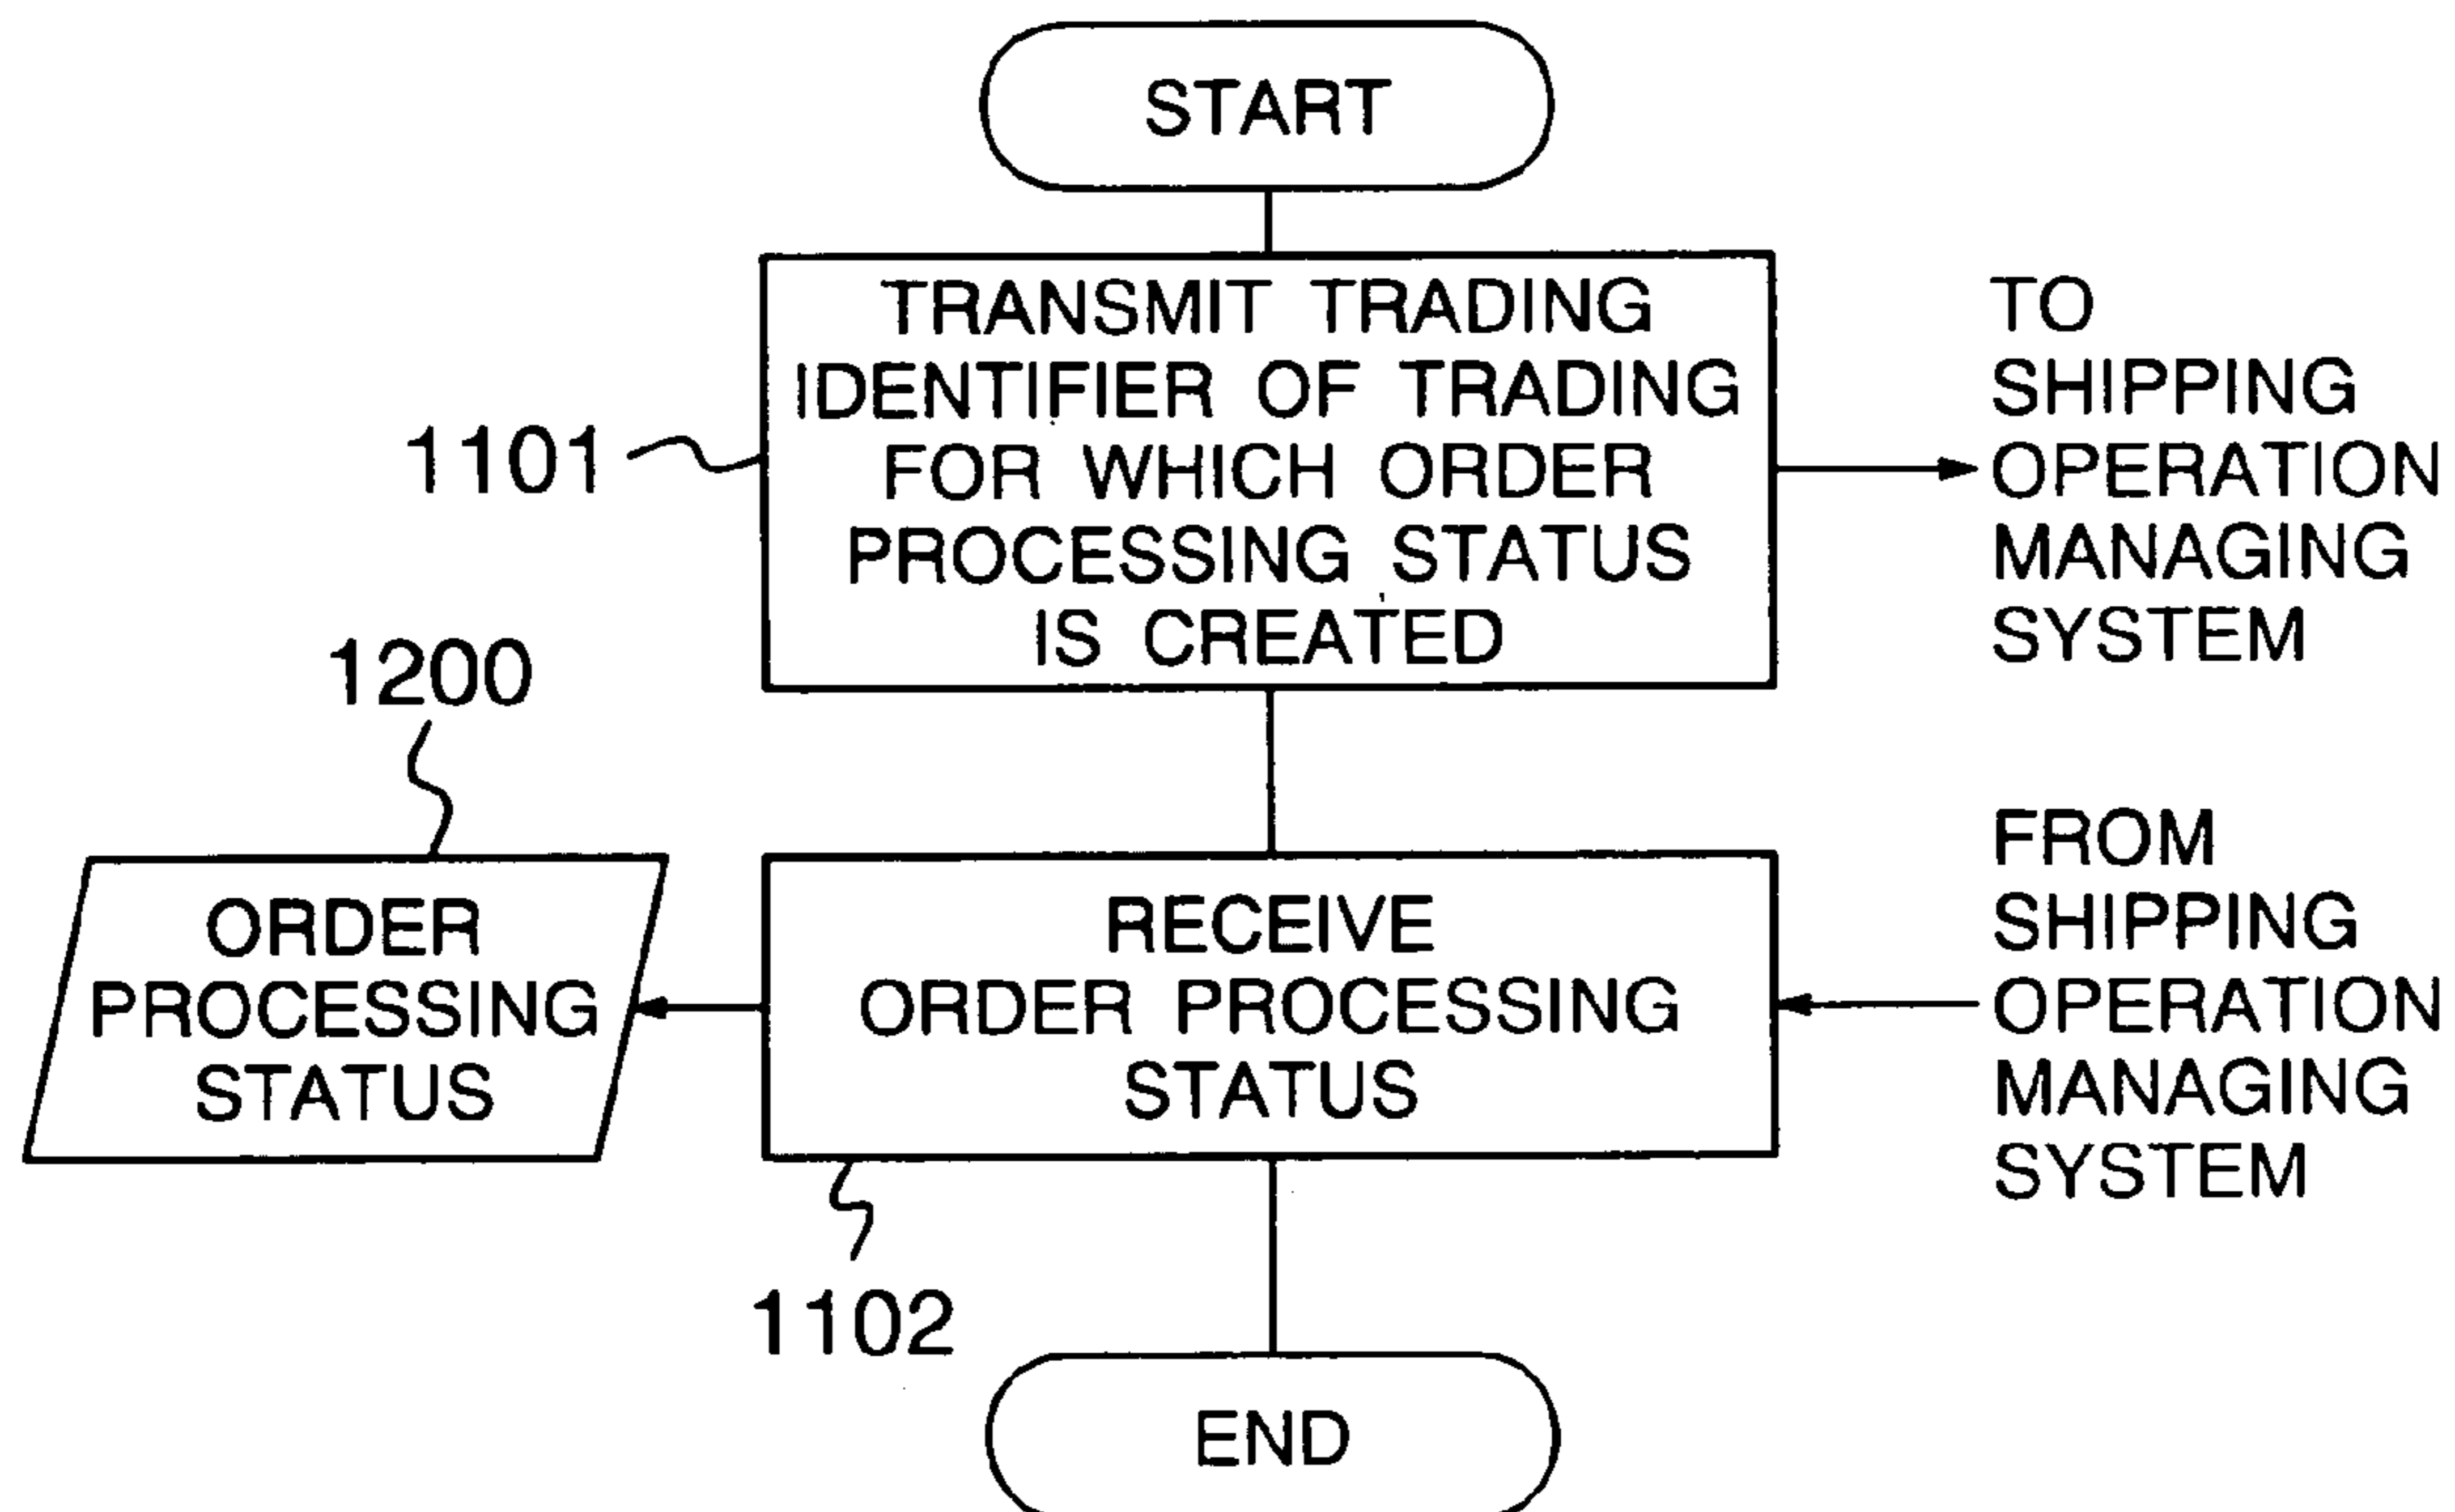 START
TRANSMIT TRADING
IDENTIFIER OF TRADING
FOR WHICH ORDER
PROCESSING STATUS
IS CREATED
1101
TO
SHIPPING
OPERATION
MANAGING
SYSTEM
1200
ORDER
PROCESSING
STATUS
RECEIVE
ORDER PROCESSING
STATUS
FROM
SHIPPING
OPERATION
MANAGING
SYSTEM
1102
END